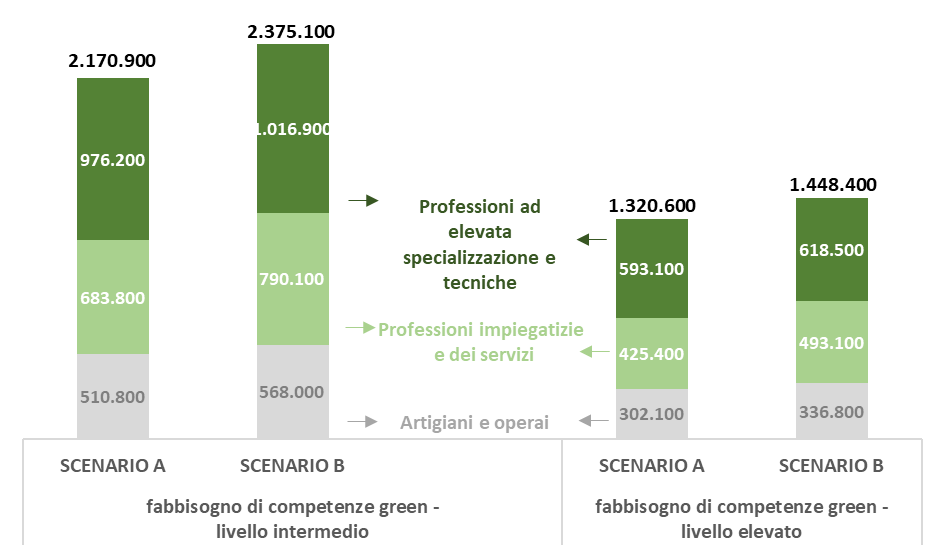 2.375.100
2.170.900
1.016.900
976.200
1.448.400
Professioni ad
elevata
specializzazione e
tecniche
1.320.600
618.500
593.100
790.100
683.800
Professioni impiegatizie
e dei servizi
493.100
425.400
568.000
510.800
Artigiani e operai
336.800
302.100
SCENARIO A
SCENARIO B
SCENARIO A
SCENARIO B
fabbisogno di competenze green -
livello intermedio
fabbisogno di competenze green -
livello elevato